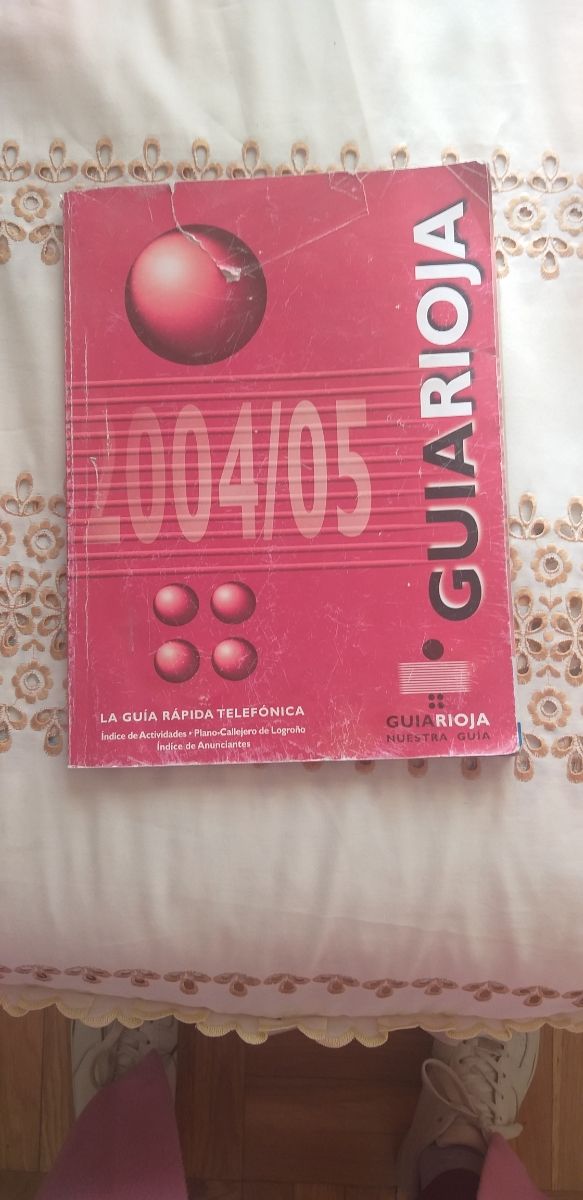 GUIARIOJA
2004/05
LA GUÍA RÁPIDA TELEFÓNICA
Índice de Actividades • Plano-Callejero de Logroño
Índice de Anunciantes
GUIARIOJA
NUESTRA GUÍA